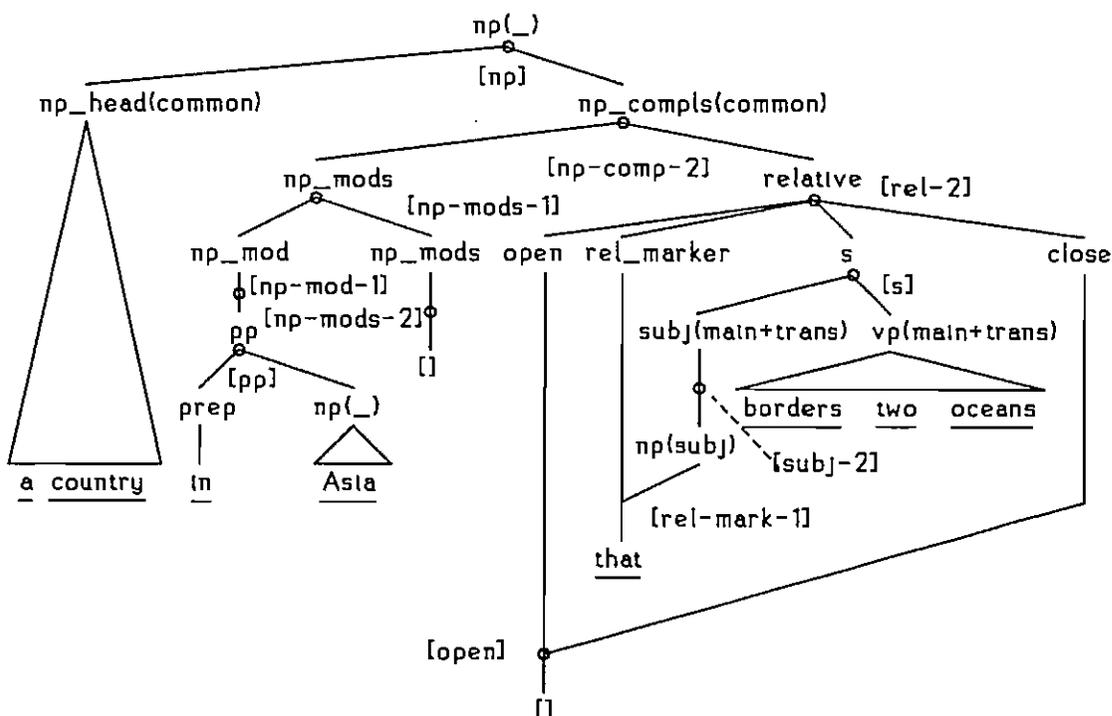 np(_)
[np]
np_head(common) np_compls(common)
[np-comp-2]
np_mods relative [rel-2]
[np-mods-1]
np_mod np_mods open rel_marker s close
[np-mod-1] [s]
pp [np-mods-2] subj(main+trans) vp(main+trans)
[pp] []
prep np(_) borders two oceans
np(subj) [subj-2]
a country in Asia
[rel-mark-1]
that
[open]
[]